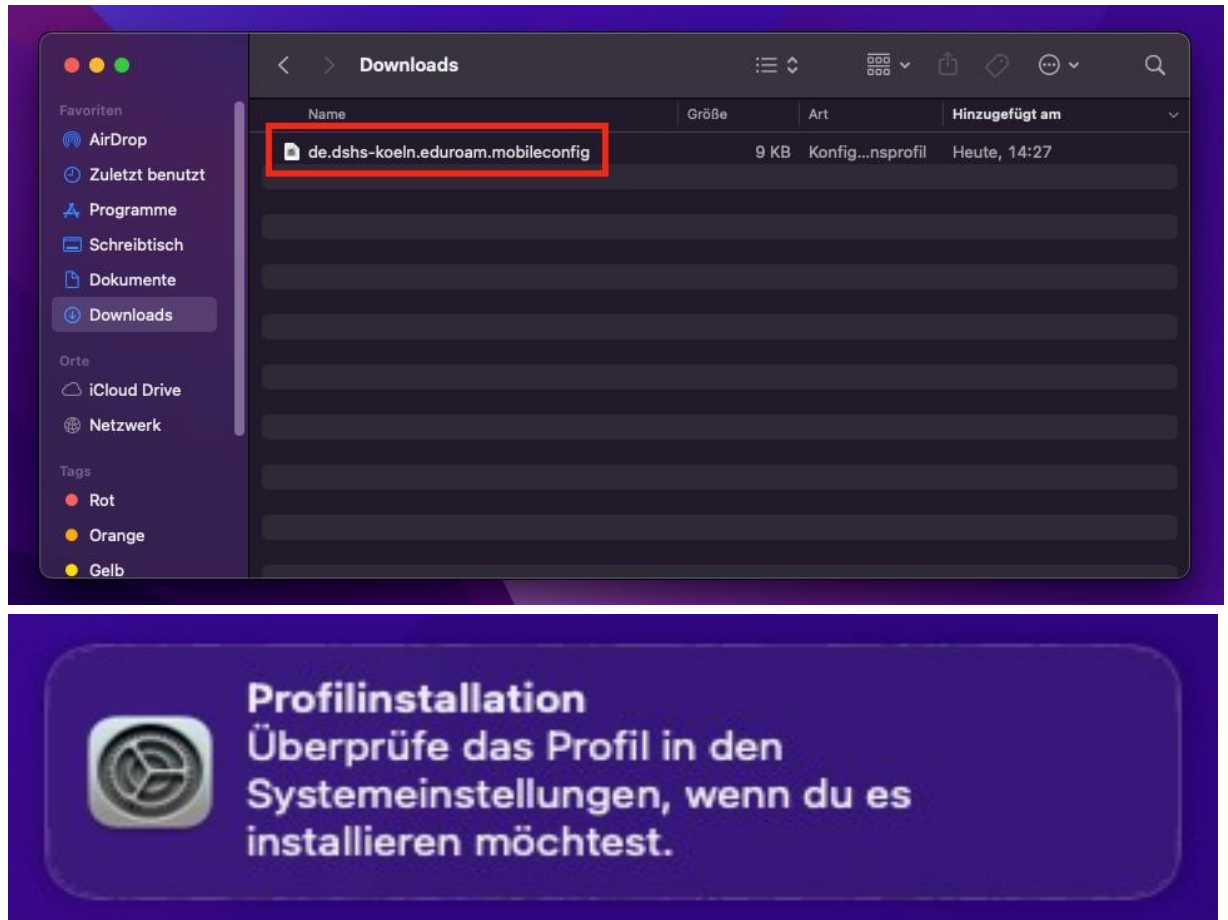 Downloads
Favoriten
AirDrop
Zuletzt benutzt
Programme
Schreibtisch
Dokumente
Downloads
Orte
iCloud Drive
Netzwerk
Tags
Rot
Orange
Gelb
Name Größe Art Hinzugefügt am
de.dshs-koeln.eduroam.mobileconfig 9 KB Konfig...nsprofil Heute, 14:27
Profilinstallation
Überprüfe das Profil in den
Systemeinstellungen, wenn du es
installieren möchtest.